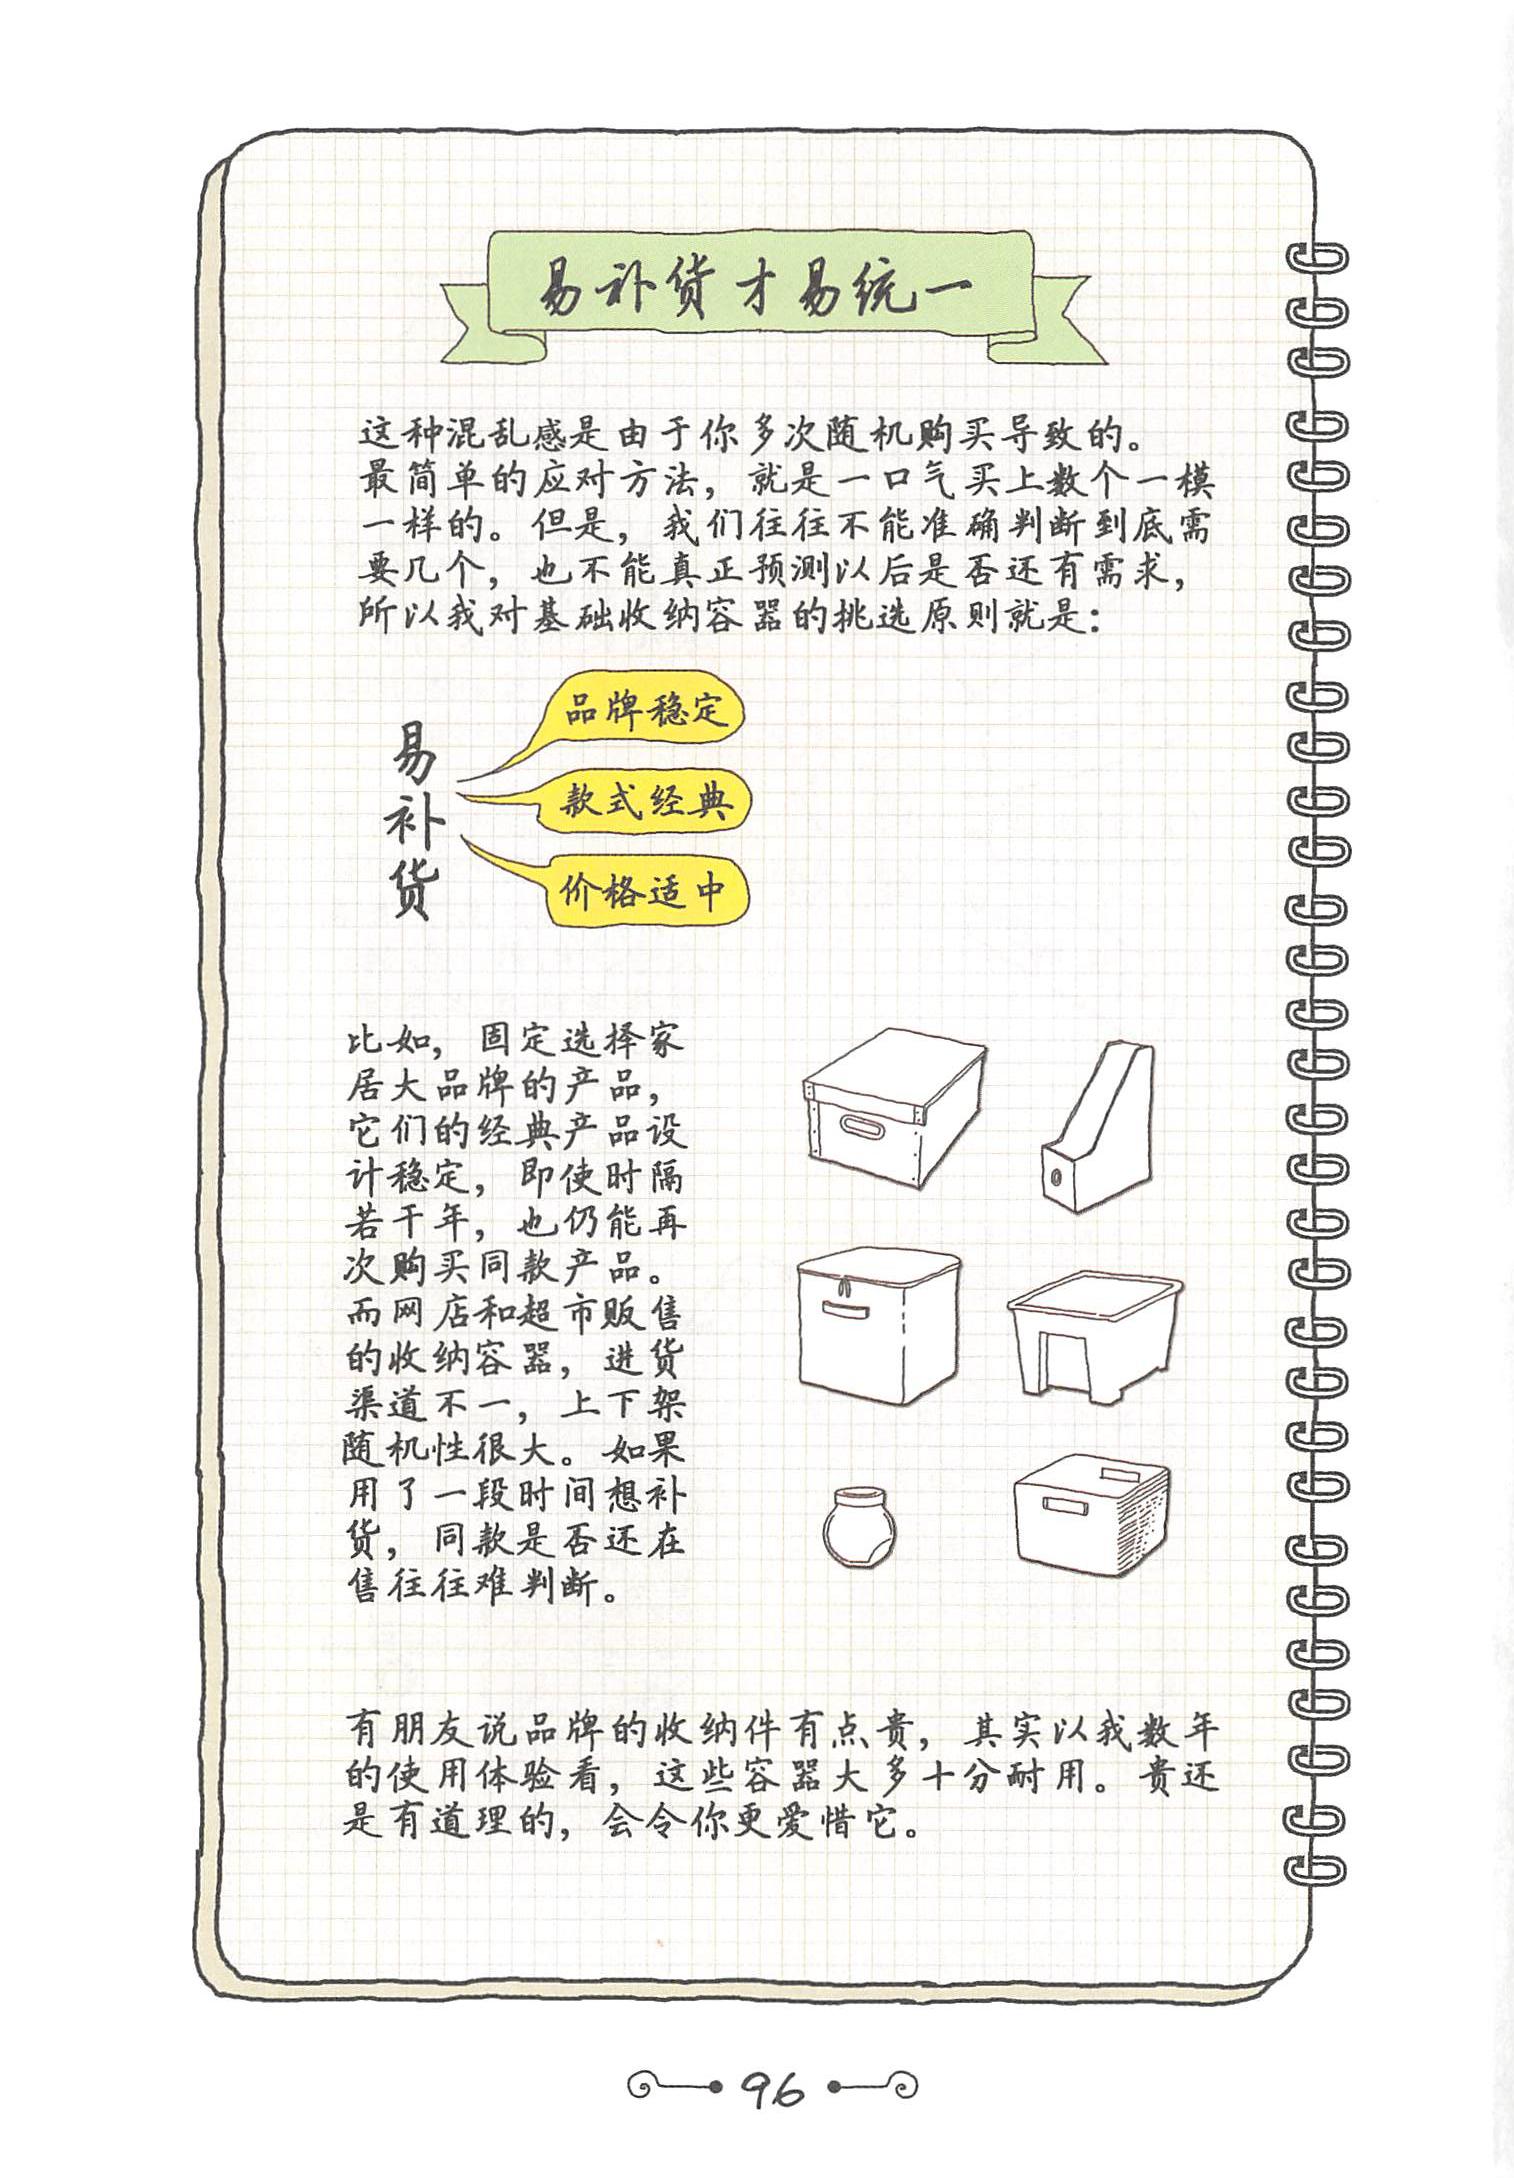 易补货才易统一
这种混乱感是由于你多次随机购买导致的。
最简单的应对方法，就是一口气买上数个一模
一样的。但是，我们往往不能准确判断到底需
要几个，也不能真正预测以后是否还有需求，
所以我对基础收纳容器的挑选原则就是：
易补货
品牌稳定
款式经典
价格适中
比如，固定选择家
居大品牌的产品，
它们的经典产品设
计稳定，即使时隔
若干年，也仍能再
次购买同款产品。
而网店和超市贩售
的收纳容器，进货
渠道不一，上下架
随机性很大。如果
用了一段时间想补
货，同款是否还在
售往往难判断。
有朋友说品牌的收纳件有点贵，其实以我数年
的使用体验看，这些容器大多十分耐用。贵还
是有道理的，会令你更爱惜它。
96